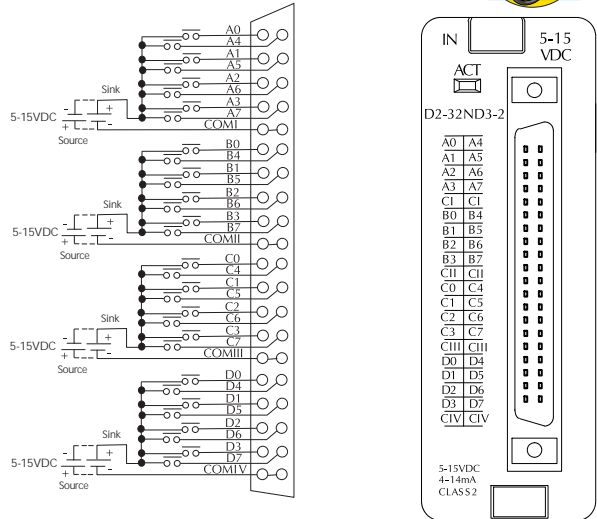 A0
A4
A1
A5
A2
A6
A3
A7
COMI
Sink
- +
5-15VDC
+ -
Source
B0
B4
B1
B5
B2
B6
B3
B7
COMII
Sink
- +
5-15VDC
+ -
Source
C0
C4
C1
C5
C2
C6
C3
C7
COMIII
Sink
- +
5-15VDC
+ -
Source
D0
D4
D1
D5
D2
D6
D3
D7
COMIV
Sink
- +
5-15VDC
+ -
Source
IN 5-15
VDC
ACT
D2-32ND3-2
A0 A4
A1 A5
A2 A6
A3 A7
CI CI
B0 B4
B1 B5
B2 B6
B3 B7
CII CII
C0 C4
C1 C5
C2 C6
C3 C7
CIII CIII
D0 D4
D1 D5
D2 D6
D3 D7
CIV CIV
5-15VDC
4-14mA
CLASS2